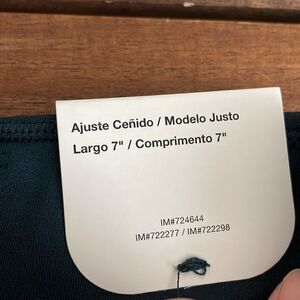 Ajuste Ceñido / Modelo Justo
Largo 7" / Comprimento 7"
IM#724644
IM#722277 / IM#722298